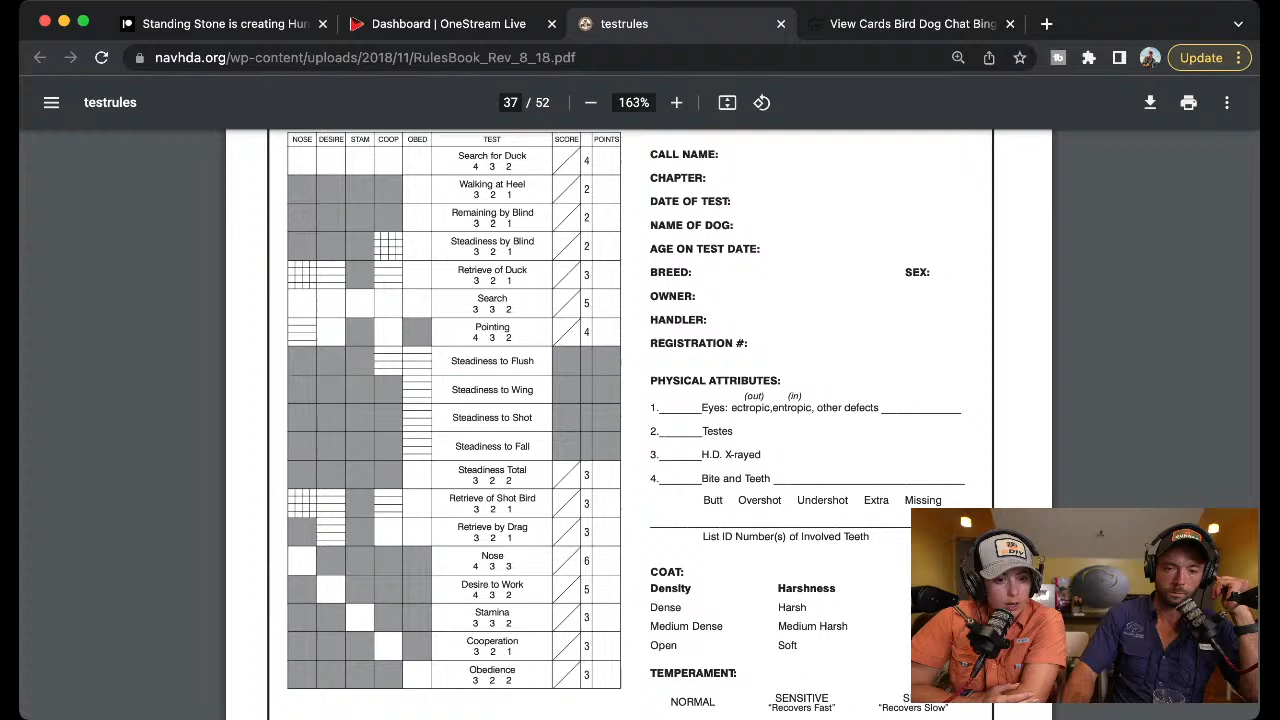 Standing Stone is creating Hun
Dashboard | OneStream Live
testrules
View Cards Bird Dog Chat Bing
navhda.org/wp-content/uploads/2018/11/RulesBook_Rev_8_18.pdf
Update
testrules
37 / 52
163%
NOSE DESIRE STAM COOP OBED TEST SCORE POINTS
Search for Duck
4 3 2
4
Walking at Heel
3 2 1
2
Remaining by Blind
3 2 1
2
Steadiness by Blind
3 2 1
2
Retrieve of Duck
3 2 1
3
Search
3 3 2
5
Pointing
4 3 2
4
Steadiness to Flush
Steadiness to Wing
Steadiness to Shot
Steadiness to Fall
Steadiness Total
3 2 2
3
Retrieve of Shot Bird
3 2 1
3
Retrieve by Drag
3 2 1
3
Nose
4 3 3
6
Desire to Work
4 3 2
5
Stamina
3 3 2
3
Cooperation
3 2 1
3
Obedience
3 2 2
3
CALL NAME:
CHAPTER:
DATE OF TEST:
NAME OF DOG:
AGE ON TEST DATE:
BREED: SEX:
OWNER:
HANDLER:
REGISTRATION #:
PHYSICAL ATTRIBUTES:
(out) (in)
1.______Eyes: ectropic,entropic, other defects ____________
2.______Testes
3.______H.D. X-rayed
4.______Bite and Teeth ____________________________
Butt Overshot Undershot Extra Missing
List ID Number(s) of Involved Teeth
COAT:
Density Harshness
Dense Harsh
Medium Dense Medium Harsh
Open Soft
TEMPERAMENT:
NORMAL SENSITIVE
"Recovers Fast" "Recovers Slow"